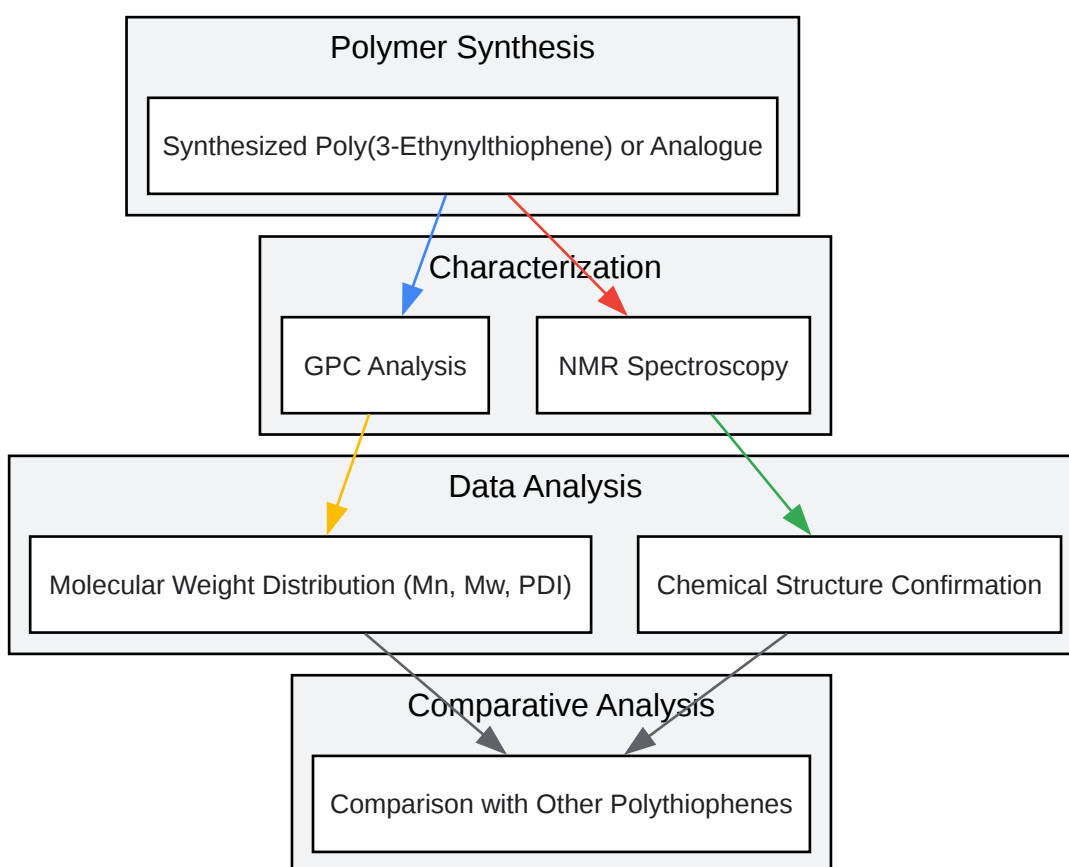 Polymer Synthesis
Synthesized Poly(3-Ethynylthiophene) or Analogue
Characterization
GPC Analysis
NMR Spectroscopy
Data Analysis
Molecular Weight Distribution (Mn, Mw, PDI)
Chemical Structure Confirmation
Comparative Analysis
Comparison with Other Polythiophenes